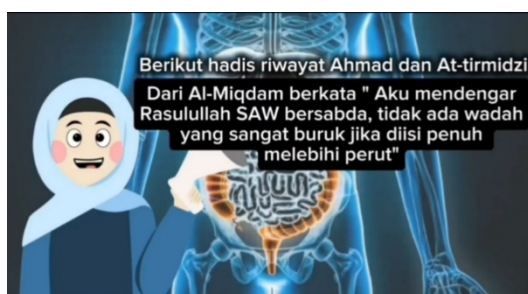 Berikut hadis riwayat Ahmad dan At-tirmidzi
Dari Al-Miqdam berkata " Aku mendengar
Rasulullah SAW bersabda, tidak ada wadah
yang sangat buruk jika diisi penuh
melebihi perut"